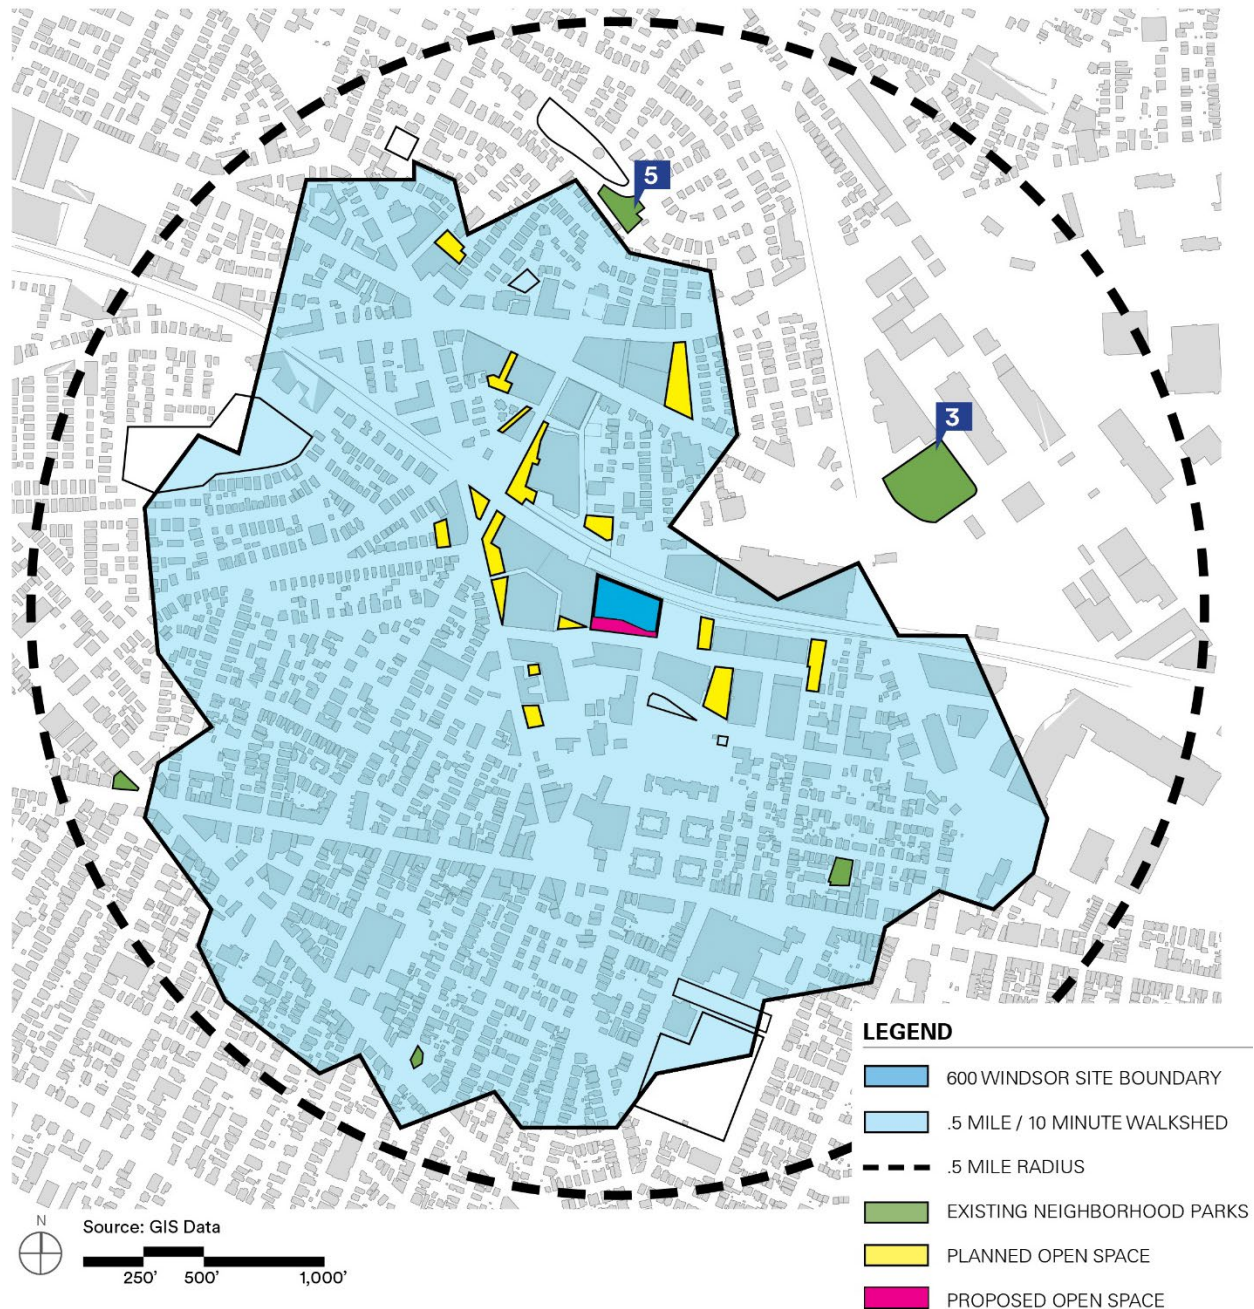 5
3
LEGEND
600 WINDSOR SITE BOUNDARY
.5 MILE / 10 MINUTE WALKSHED
.5 MILE RADIUS
EXISTING NEIGHBORHOOD PARKS
PLANNED OPEN SPACE
PROPOSED OPEN SPACE
N
Source: GIS Data
250' 500' 1,000'